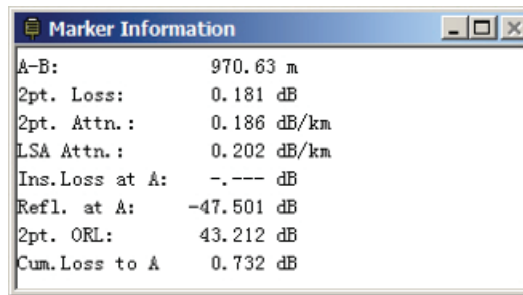 Marker Information
A-B: 970.63 m
2pt. Loss: 0.181 dB
2pt. Attn.: 0.186 dB/km
LSA Attn.: 0.202 dB/km
Ins.Loss at A: -.--- dB
Refl. at A: -47.501 dB
2pt. ORL: 43.212 dB
Cum.Loss to A 0.732 dB